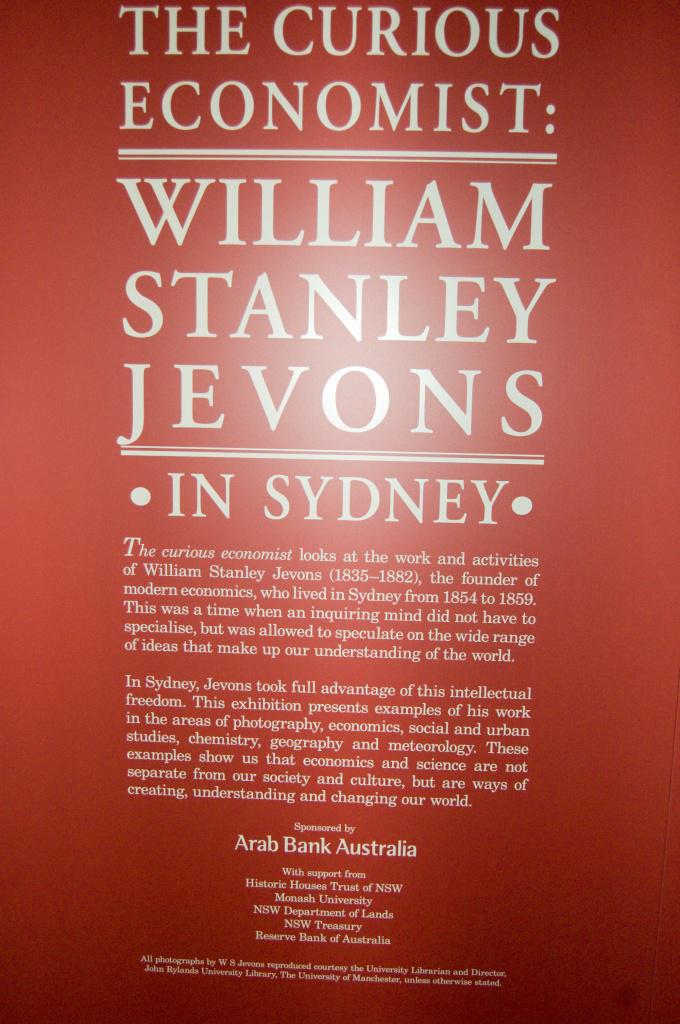 THE CURIOUS
ECONOMIST:
WILLIAM
STANLEY
JEVONS
• IN SYDNEY •
The curious economist looks at the work and activities
of William Stanley Jevons (1835–1882), the founder of
modern economics, who lived in Sydney from 1854 to 1859.
This was a time when an inquiring mind did not have to
specialise, but was allowed to speculate on the wide range
of ideas that make up our understanding of the world.
In Sydney, Jevons took full advantage of this intellectual
freedom. This exhibition presents examples of his work
in the areas of photography, economics, social and urban
studies, chemistry, geography and meteorology. These
examples show us that economics and science are not
separate from our society and culture, but are ways of
creating, understanding and changing our world.
Sponsored by
Arab Bank Australia
With support from
Historic Houses Trust of NSW
Monash University
NSW Department of Lands
NSW Treasury
Reserve Bank of Australia
All photographs by W S Jevons reproduced courtesy the University Librarian and Director,
John Rylands University Library, The University of Manchester, unless otherwise stated.